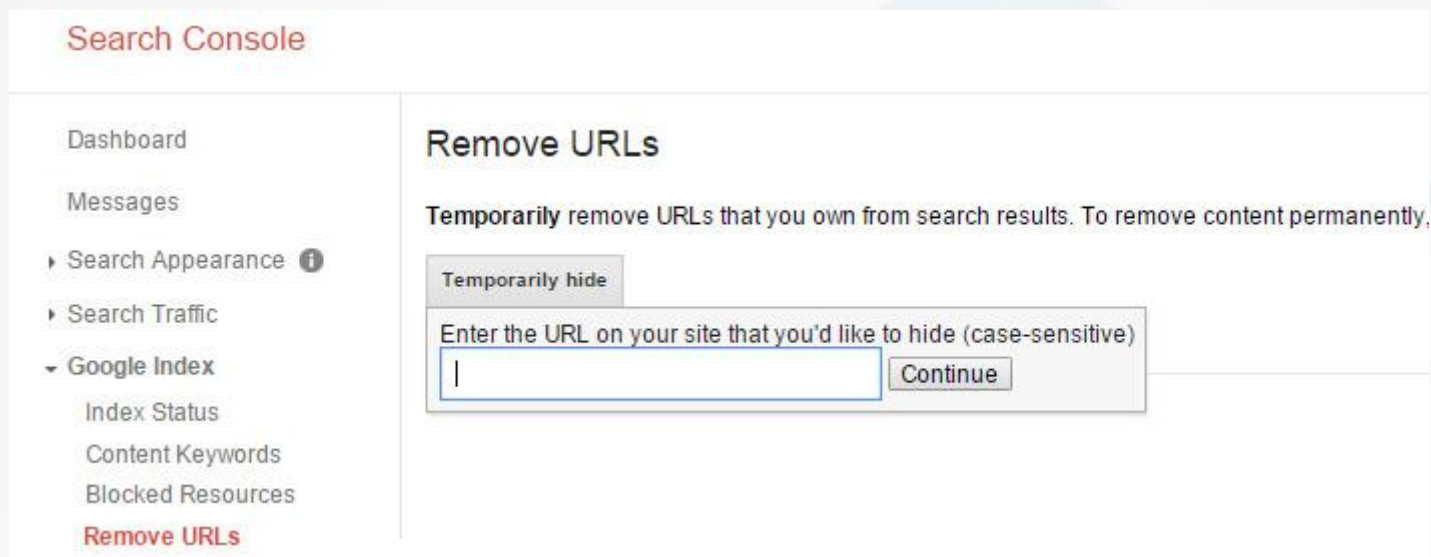 Search Console
Dashboard
Messages
Search Appearance
Search Traffic
Google Index
Index Status
Content Keywords
Blocked Resources
Remove URLs
Remove URLs
Temporarily remove URLs that you own from search results. To remove content permanently,
Temporarily hide
Enter the URL on your site that you'd like to hide (case-sensitive)
Continue